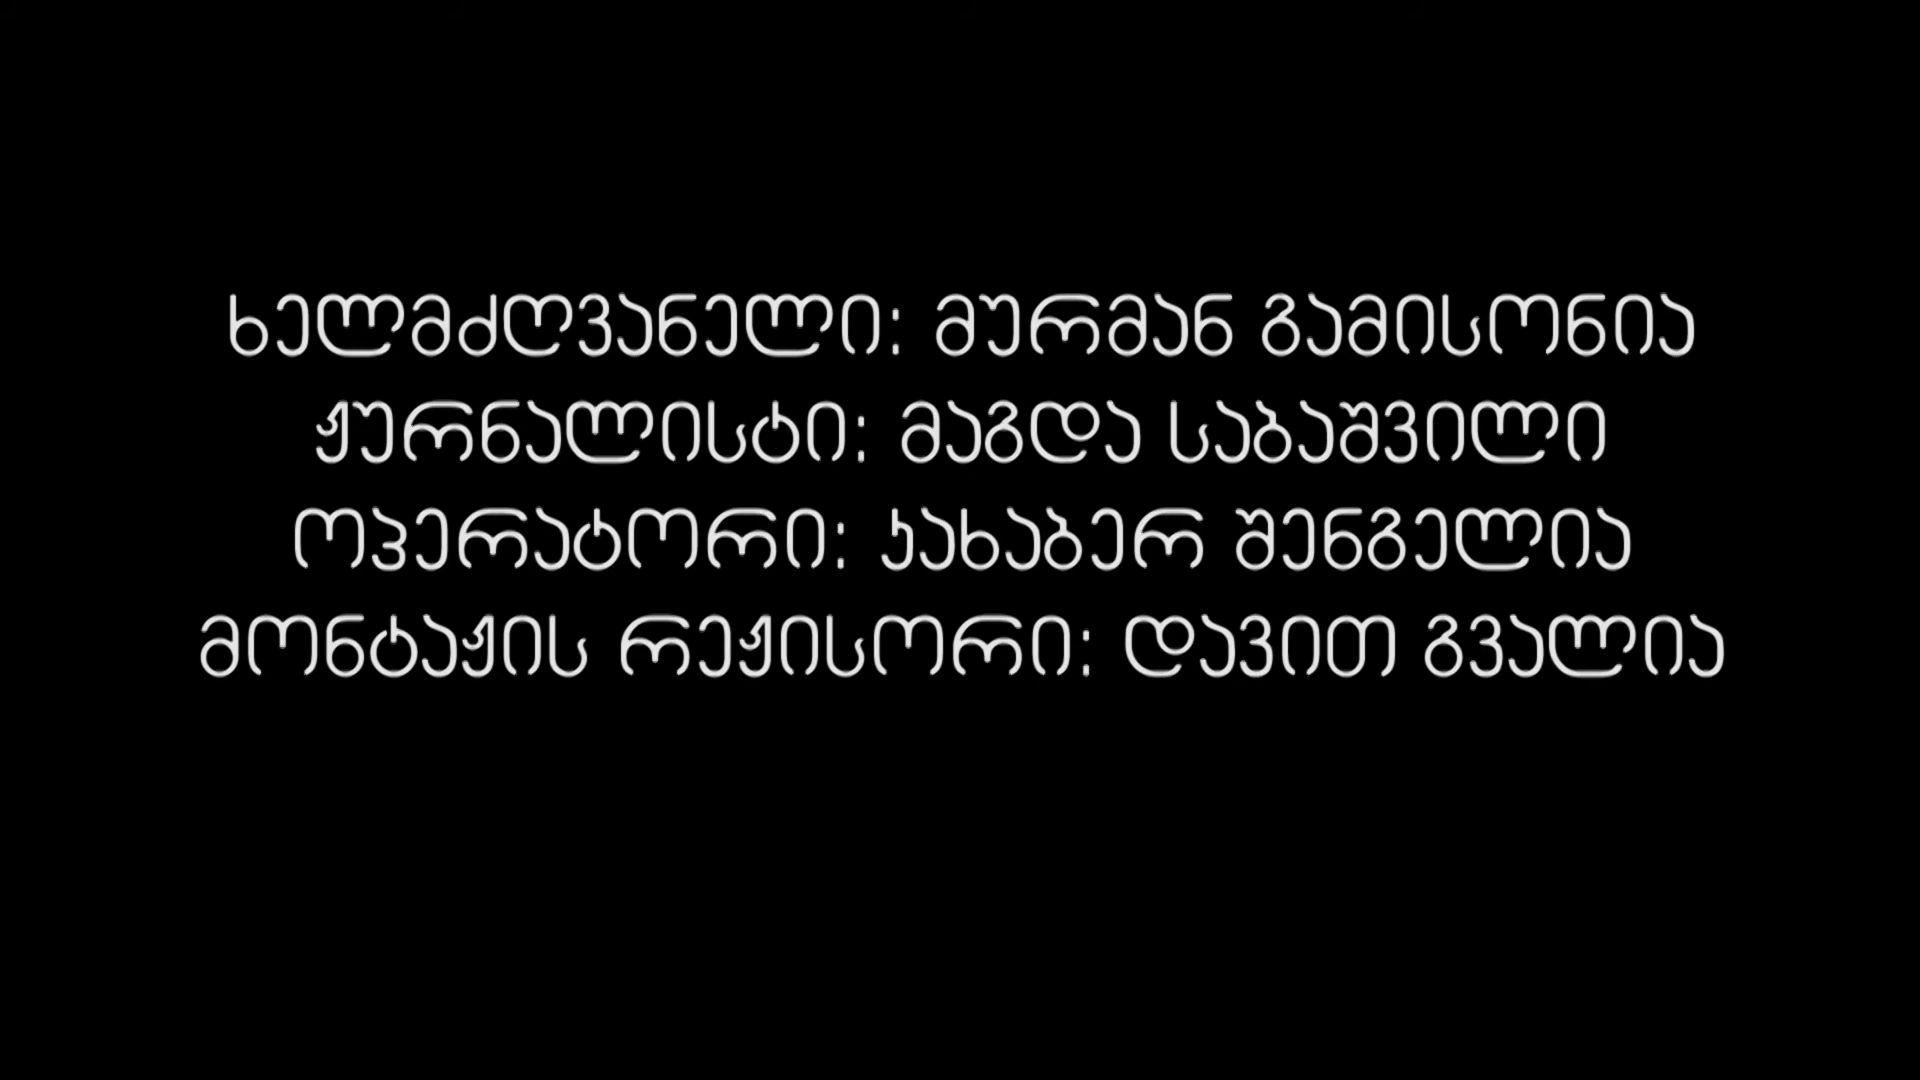 ხელმძღვანელი: მურმან გამისონია
ჟურნალისტი: მაგდა საბაშვილი
ოპერატორი: კახაბერ შენგელია
მონტაჟის რეჟისორი: დავით გვალია